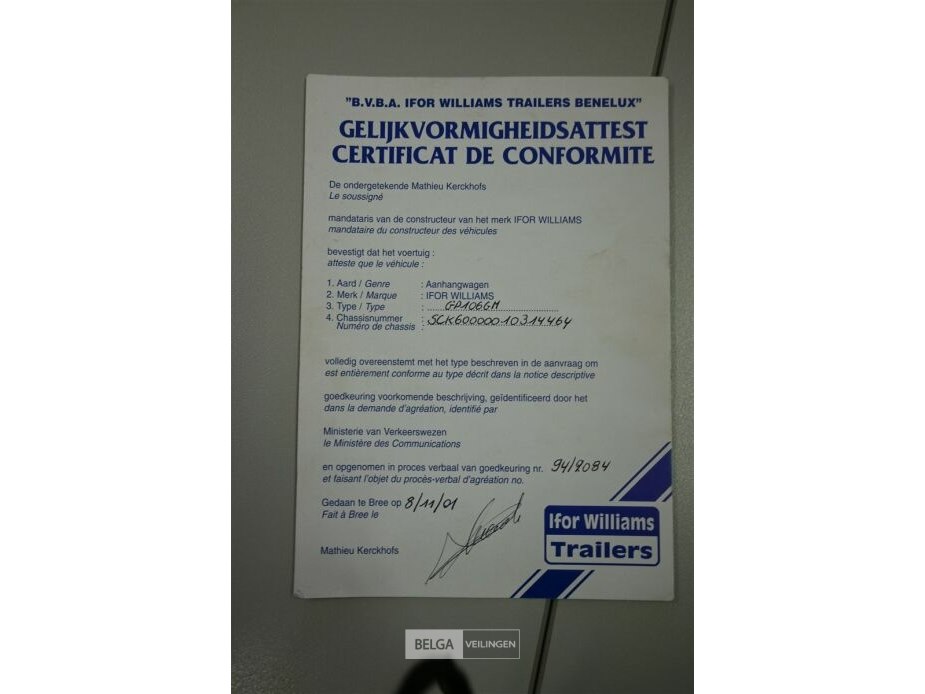 "B.V.B.A. IFOR WILLIAMS TRAILERS BENELUX"
GELIJKVORMIGHEIDSATTEST
CERTIFICAT DE CONFORMITE
De ondergetekende Mathieu Kerckhofs
Le soussigné
mandataris van de constructeur van het merk IFOR WILLIAMS
mandataire du constructeur des véhicules
bevestigt dat het voertuig :
atteste que le véhicule :
1. Aard / Genre : Aanhangwagen
2. Merk / Marque : IFOR WILLIAMS
3. Type / Type : GP106GM
4. Chassisnummer : SCK60000010314464
Numéro de chassis :
volledig overeenstemt met het type beschreven in de aanvraag om
est entièrement conforme au type décrit dans la notice descriptive
goedkeuring voorkomende beschrijving, geïdentificeerd door het
dans la demande d'agréation, identifié par
Ministerie van Verkeerswezen
le Ministère des Communications
en opgenomen in proces verbaal van goedkeuring nr. 94/2084
et faisant l'objet du procès-verbal d'agréation no.
Gedaan te Bree op 8/11/01
Fait à Bree le
Mathieu Kerckhofs
Ifor Williams
Trailers
BELGA VEILINGEN